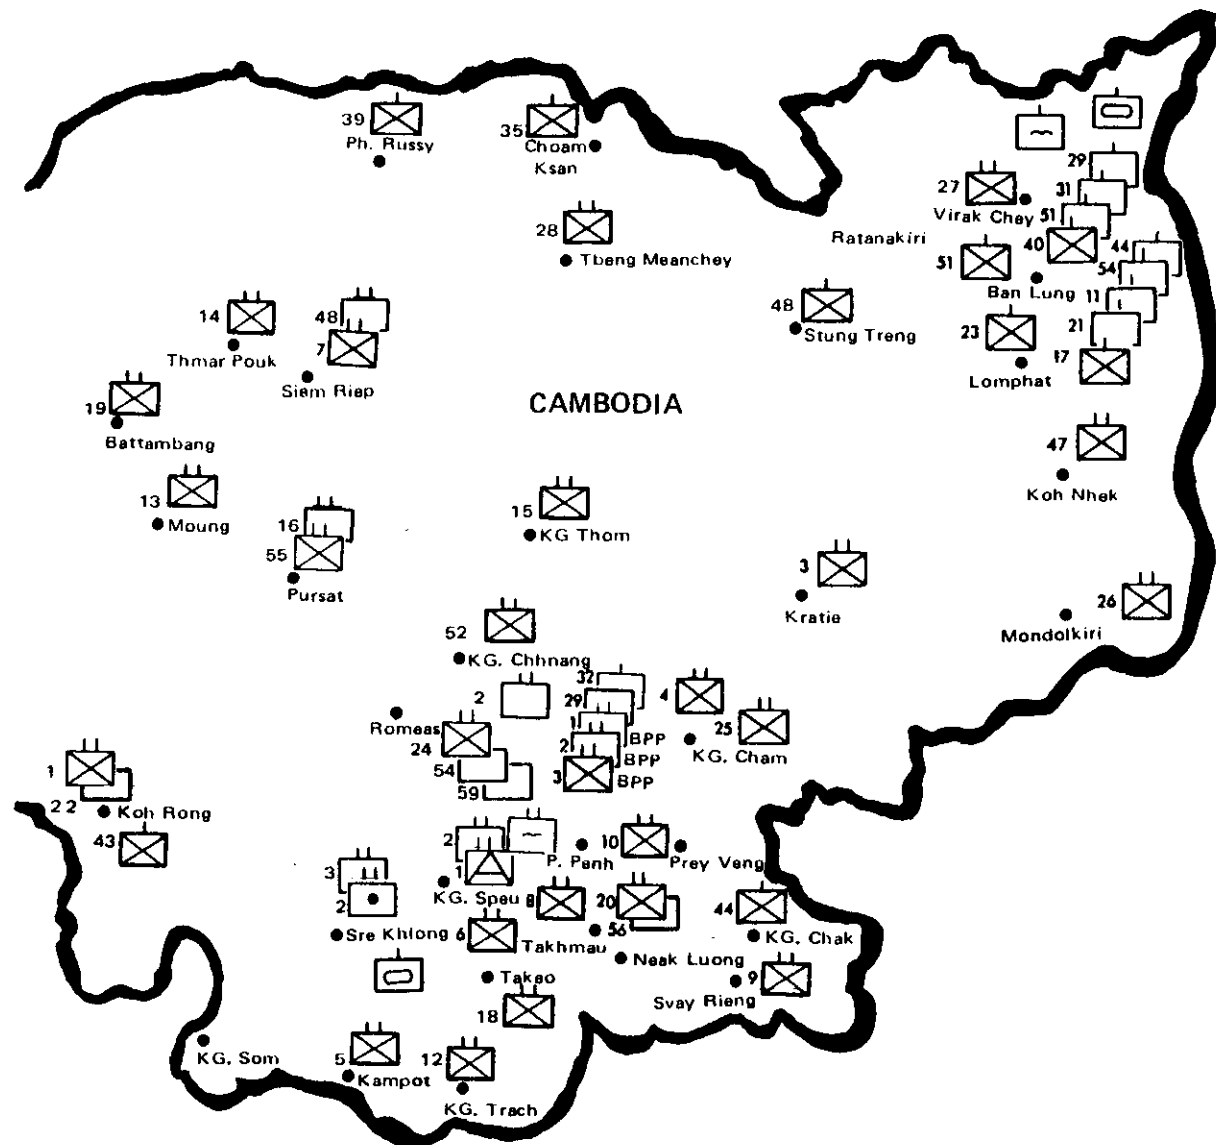 39
Ph. Russy
35
Choam
Ksan
28
Tbeng Meanchey
27
Virak Chey
29
31
51
40
Ban Lung
Ratanakiri
51
44
54
11
21
17
23
Lomphat
48
Stung Treng
14
Thmar Pouk
48
7
Siem Riep
19
Battambang
CAMBODIA
47
Koh Nhek
13
Moung
16
55
Pursat
15
KG Thom
3
Kratie
26
Mondolkiri
52
KG. Chhnang
2
32
29
1
BPP
2
BPP
3
BPP
4
25
KG. Cham
Romeas
24
54
59
1
22
Koh Rong
43
2
1
KG. Speu
P. Penh
10
Prey Veng
3
2
Sre Khlong
6
8
Takhmau
20
56
Neak Luong
44
KG. Chak
9
Svay Rieng
Takeo
18
KG. Som
5
Kampot
12
KG. Trach